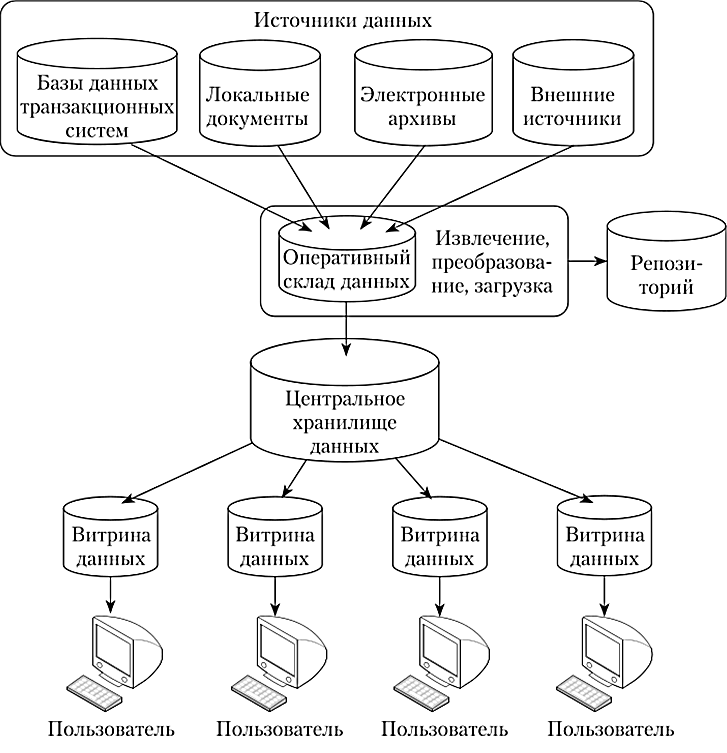 Источники данных
Базы данных
транзакционных
систем
Локальные
документы
Электронные
архивы
Внешние
источники
Оперативный
склад данных
Извлечение,
преобразова-
ние, загрузка
Репози-
торий
Центральное
хранилище
данных
Витрина
данных
Витрина
данных
Витрина
данных
Витрина
данных
Пользователь
Пользователь
Пользователь
Пользователь